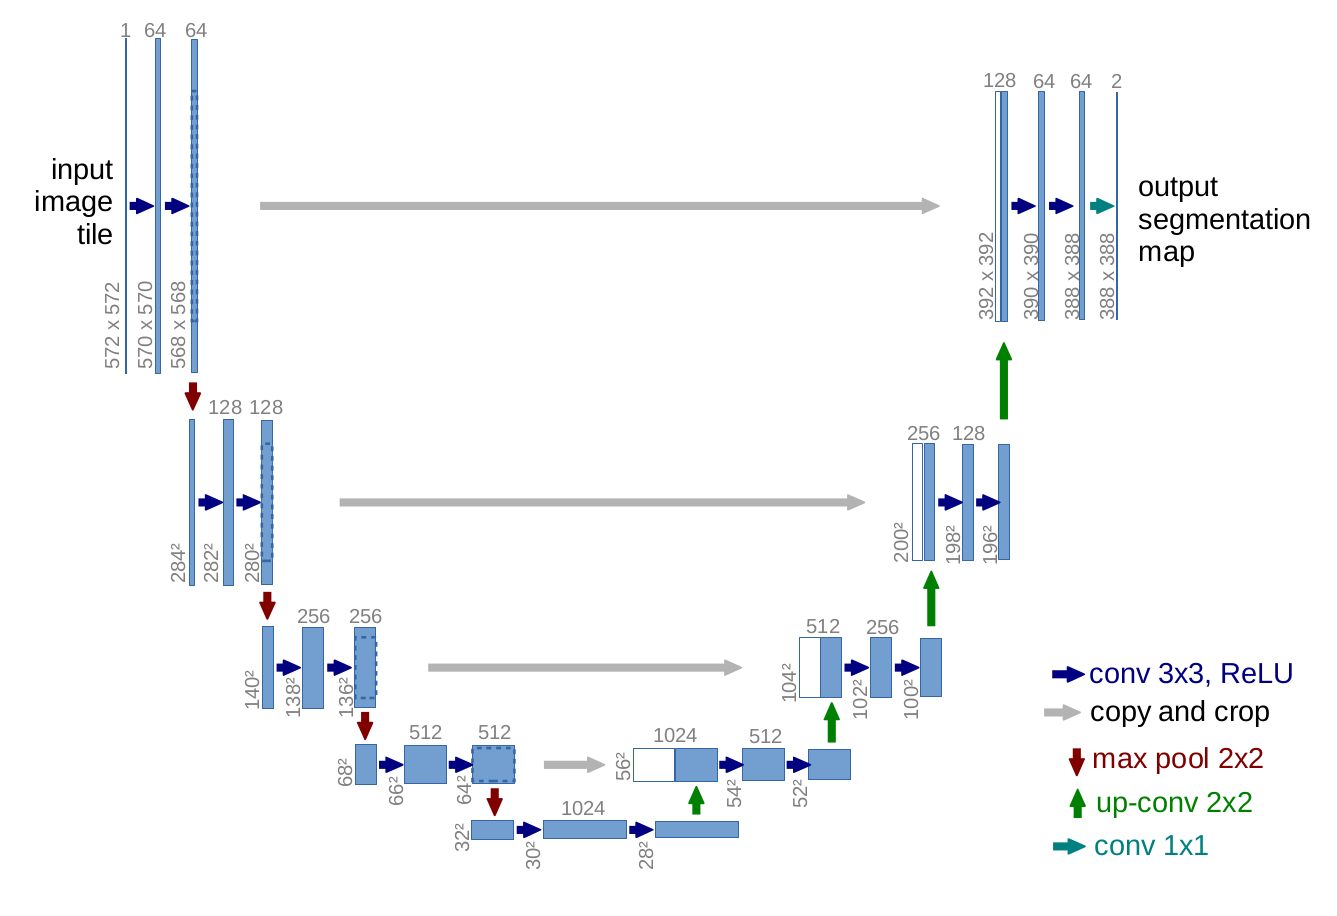 1 64 64
input
image
tile
572 x 572
570 x 570
568 x 568
128 64 64 2
output
segmentation
map
392 x 392
390 x 390
388 x 388
388 x 388
128 128
284²
282²
280²
256 128
200²
198²
196²
256 256
140²
138²
136²
512 256
104²
102²
100²
512 512
68²
66²
64²
1024 512
56²
54²
52²
1024
32²
30²
28²
conv 3x3, ReLU
copy and crop
max pool 2x2
up-conv 2x2
conv 1x1